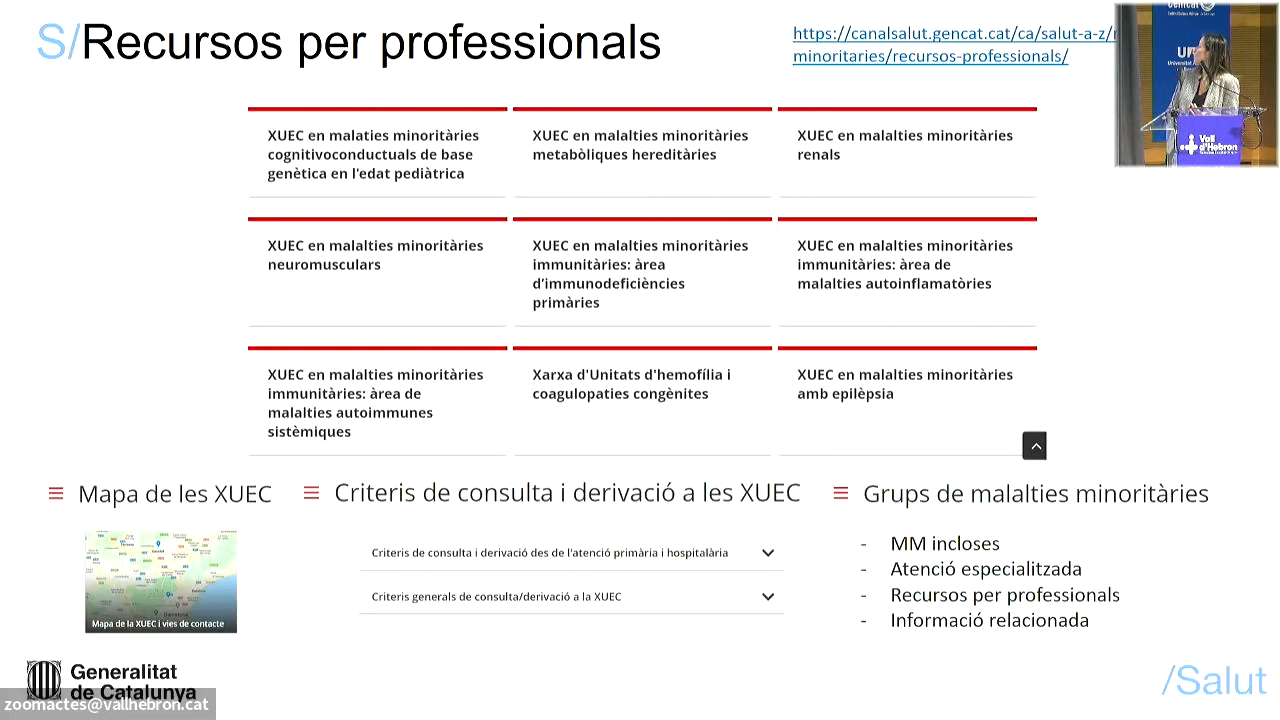 S/Recursos per professionals
https://canalsalut.gencat.cat/ca/salut-a-z/
minoritaries/recursos-professionals/
XUEC en malaties minoritàries
cognitivoconductuals de base
genètica en l'edat pediàtrica
XUEC en malalties minoritàries
metabòliques hereditàries
XUEC en malalties minoritàries
renals
XUEC en malalties minoritàries
neuromusculars
XUEC en malalties minoritàries
immunitàries: àrea
d'immunodeficiències
primàries
XUEC en malalties minoritàries
immunitàries: àrea de
malalties autoinflamatòries
XUEC en malalties minoritàries
immunitàries: àrea de
malalties autoimmunes
sistèmiques
Xarxa d'Unitats d'hemofília i
coagulopaties congènites
XUEC en malalties minoritàries
amb epilèpsia
Mapa de les XUEC
Mapa de la XUEC i vies de contacte
Criteris de consulta i derivació a les XUEC
Criteris de consulta i derivació des de l'atenció primària i hospitalària
Criteris generals de consulta/derivació a la XUEC
Grups de malalties minoritàries
- MM incloses
- Atenció especialitzada
- Recursos per professionals
- Informació relacionada
Vall
d'Hebron
Generalitat
de Catalunya
zoomactes@vallhebron.cat
/Salut